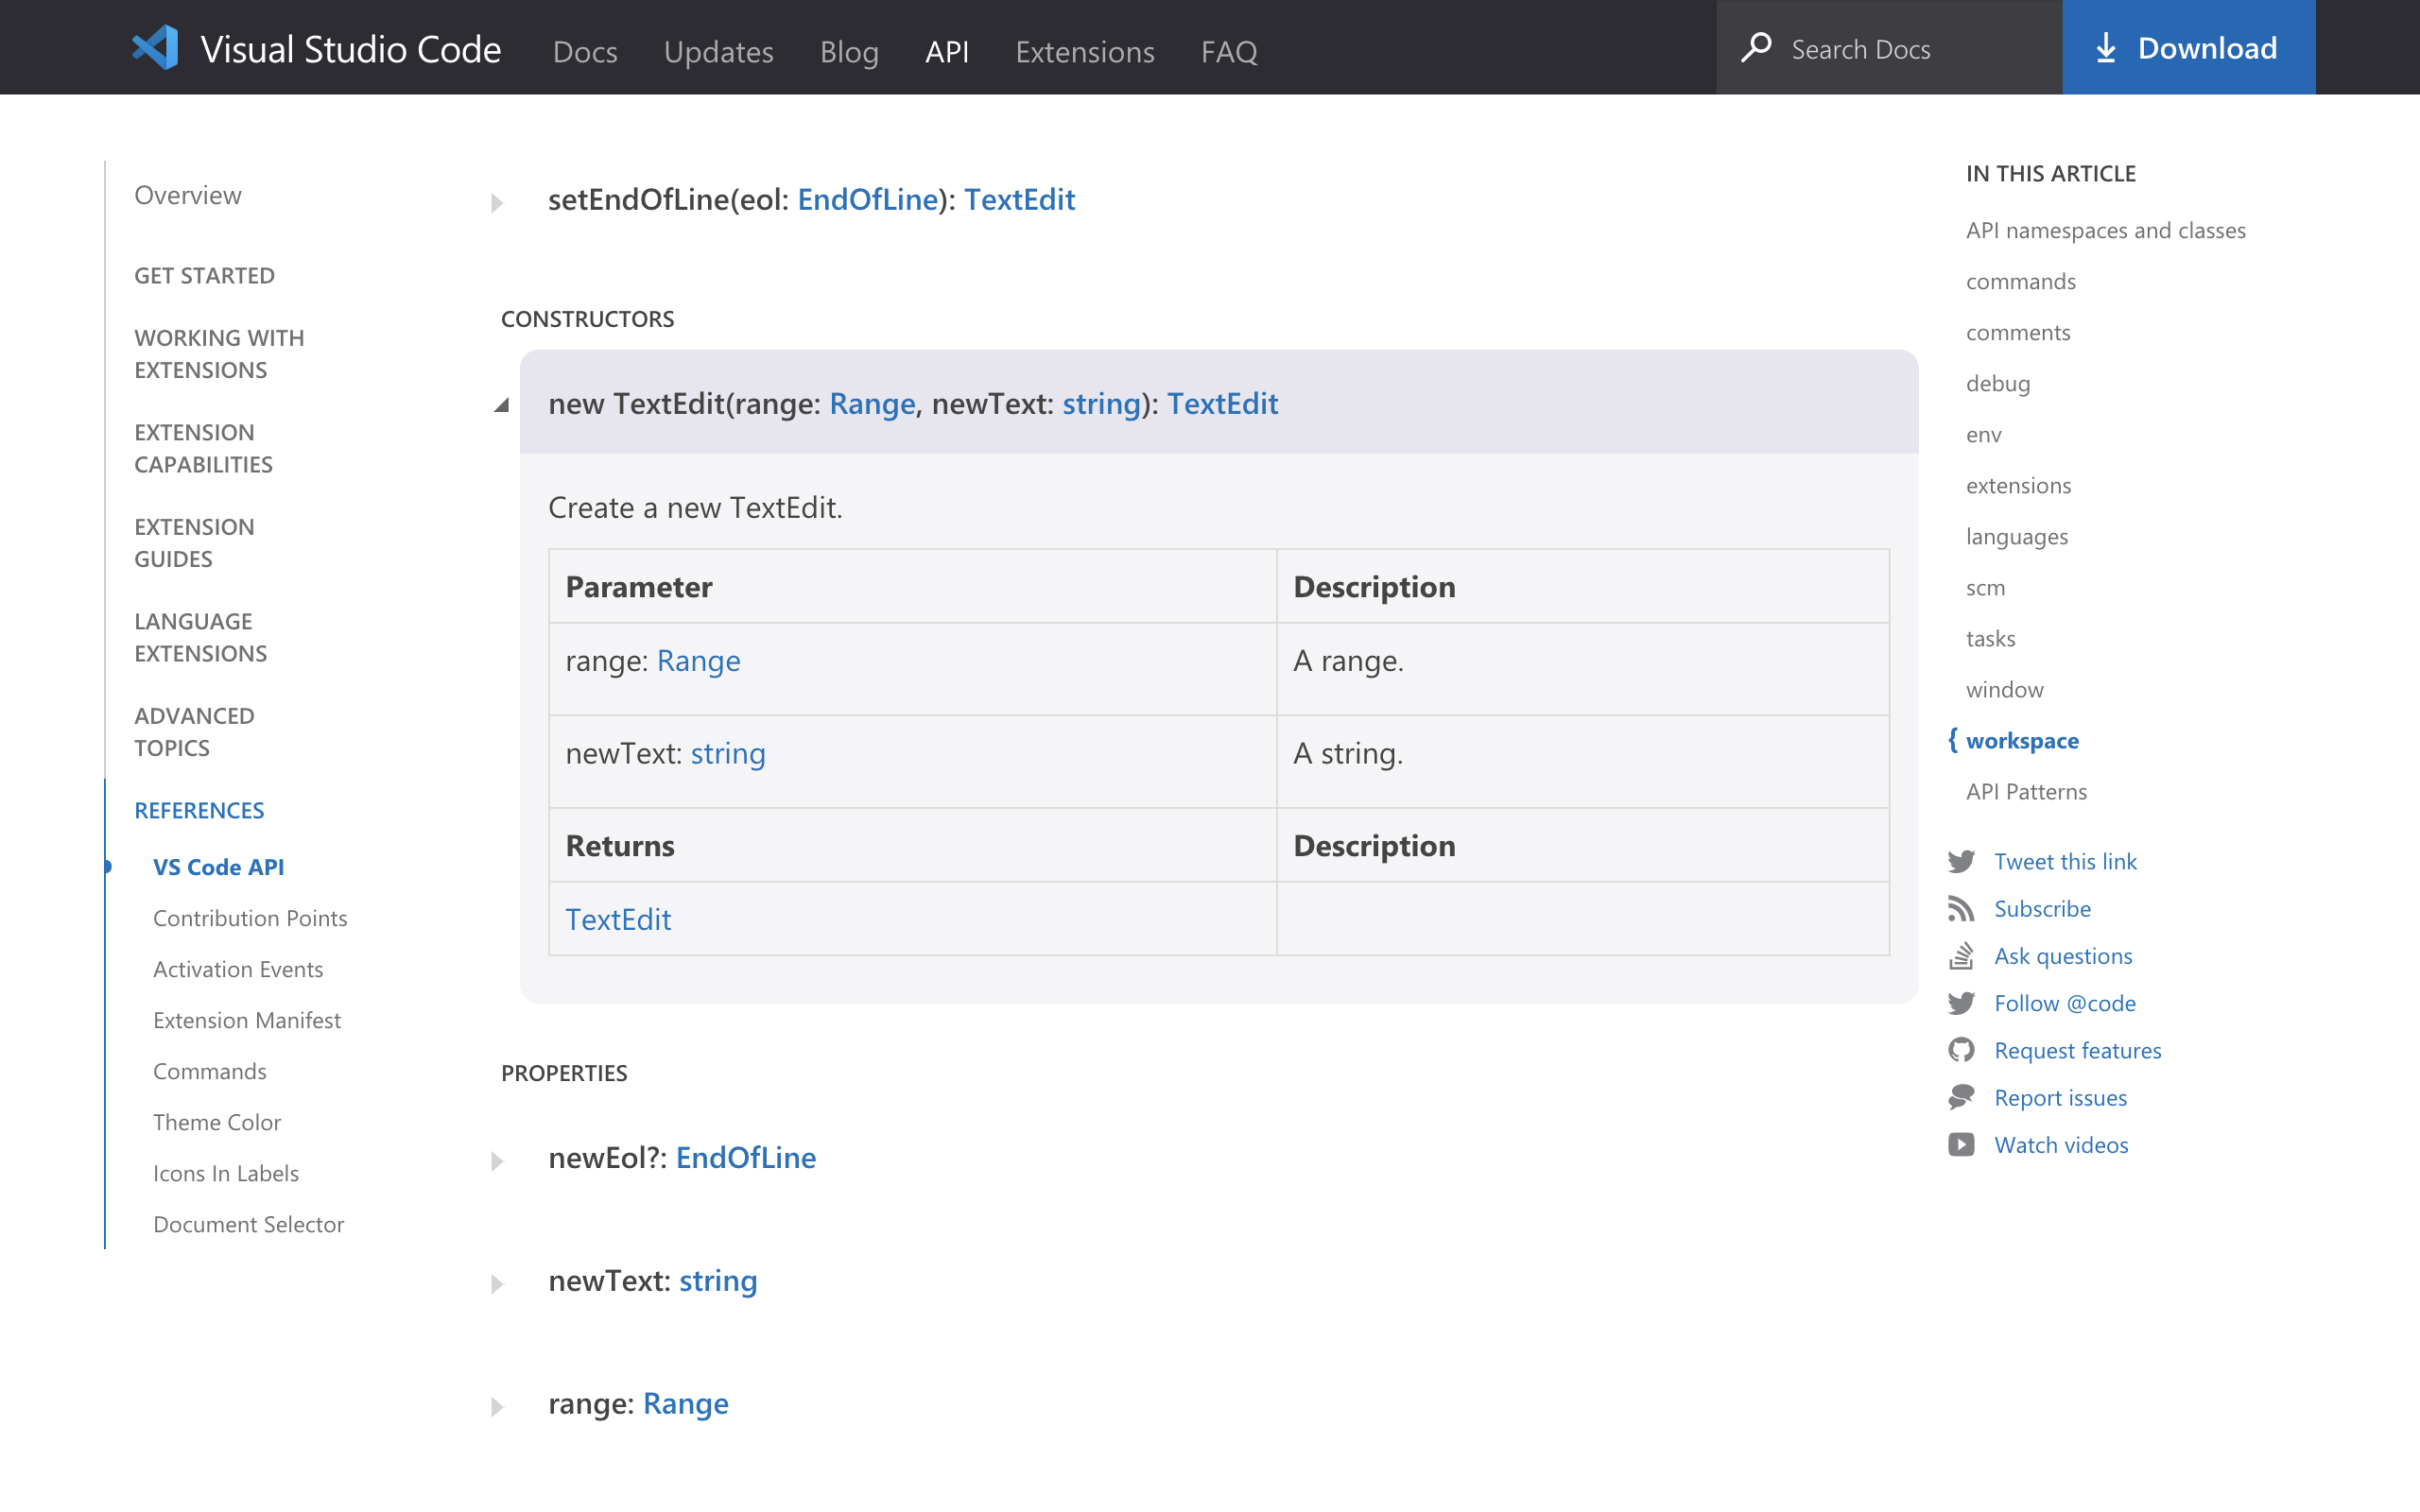 Visual Studio Code Docs Updates Blog API Extensions FAQ Search Docs Download
Overview
GET STARTED
WORKING WITH
EXTENSIONS
EXTENSION
CAPABILITIES
EXTENSION
GUIDES
LANGUAGE
EXTENSIONS
ADVANCED
TOPICS
REFERENCES
VS Code API
Contribution Points
Activation Events
Extension Manifest
Commands
Theme Color
Icons In Labels
Document Selector
setEndOfLine(eol: EndOfLine): TextEdit
CONSTRUCTORS
new TextEdit(range: Range, newText: string): TextEdit
Create a new TextEdit.
Parameter Description
range: Range A range.
newText: string A string.
Returns Description
TextEdit
PROPERTIES
newEol?: EndOfLine
newText: string
range: Range
IN THIS ARTICLE
API namespaces and classes
commands
comments
debug
env
extensions
languages
scm
tasks
window
{ workspace
API Patterns
Tweet this link
Subscribe
Ask questions
Follow @code
Request features
Report issues
Watch videos